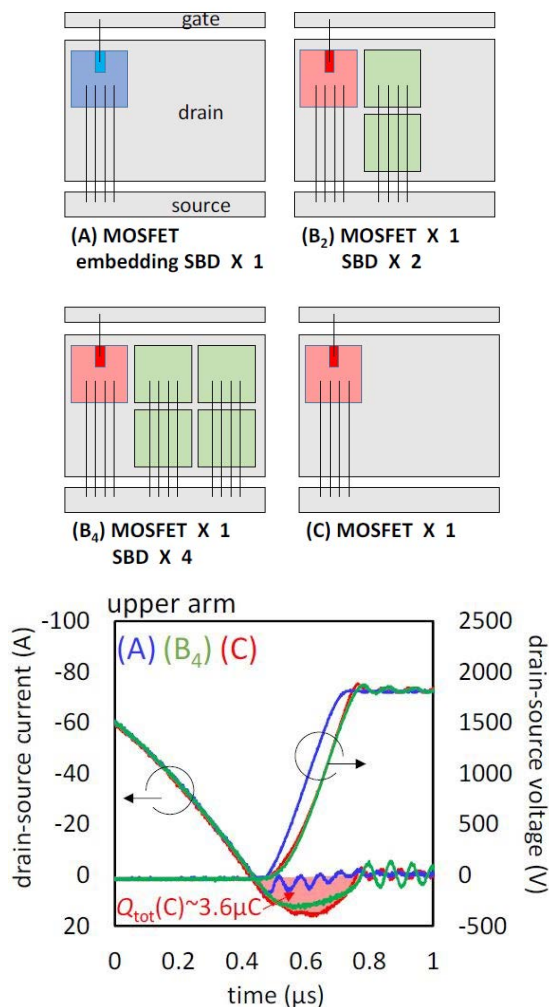 gate
drain
source
(A) MOSFET
embedding SBD X 1
(B₂) MOSFET X 1
SBD X 2
(B₄) MOSFET X 1
SBD X 4
(C) MOSFET X 1
upper arm
(A) (B₄) (C)
drain-source current (A)
-100
-80
-60
-40
-20
0
20
drain-source voltage (V)
2500
2000
1500
1000
500
0
-500
Qtot(C)~3.6μC
0 0.2 0.4 0.6 0.8 1
time (μs)